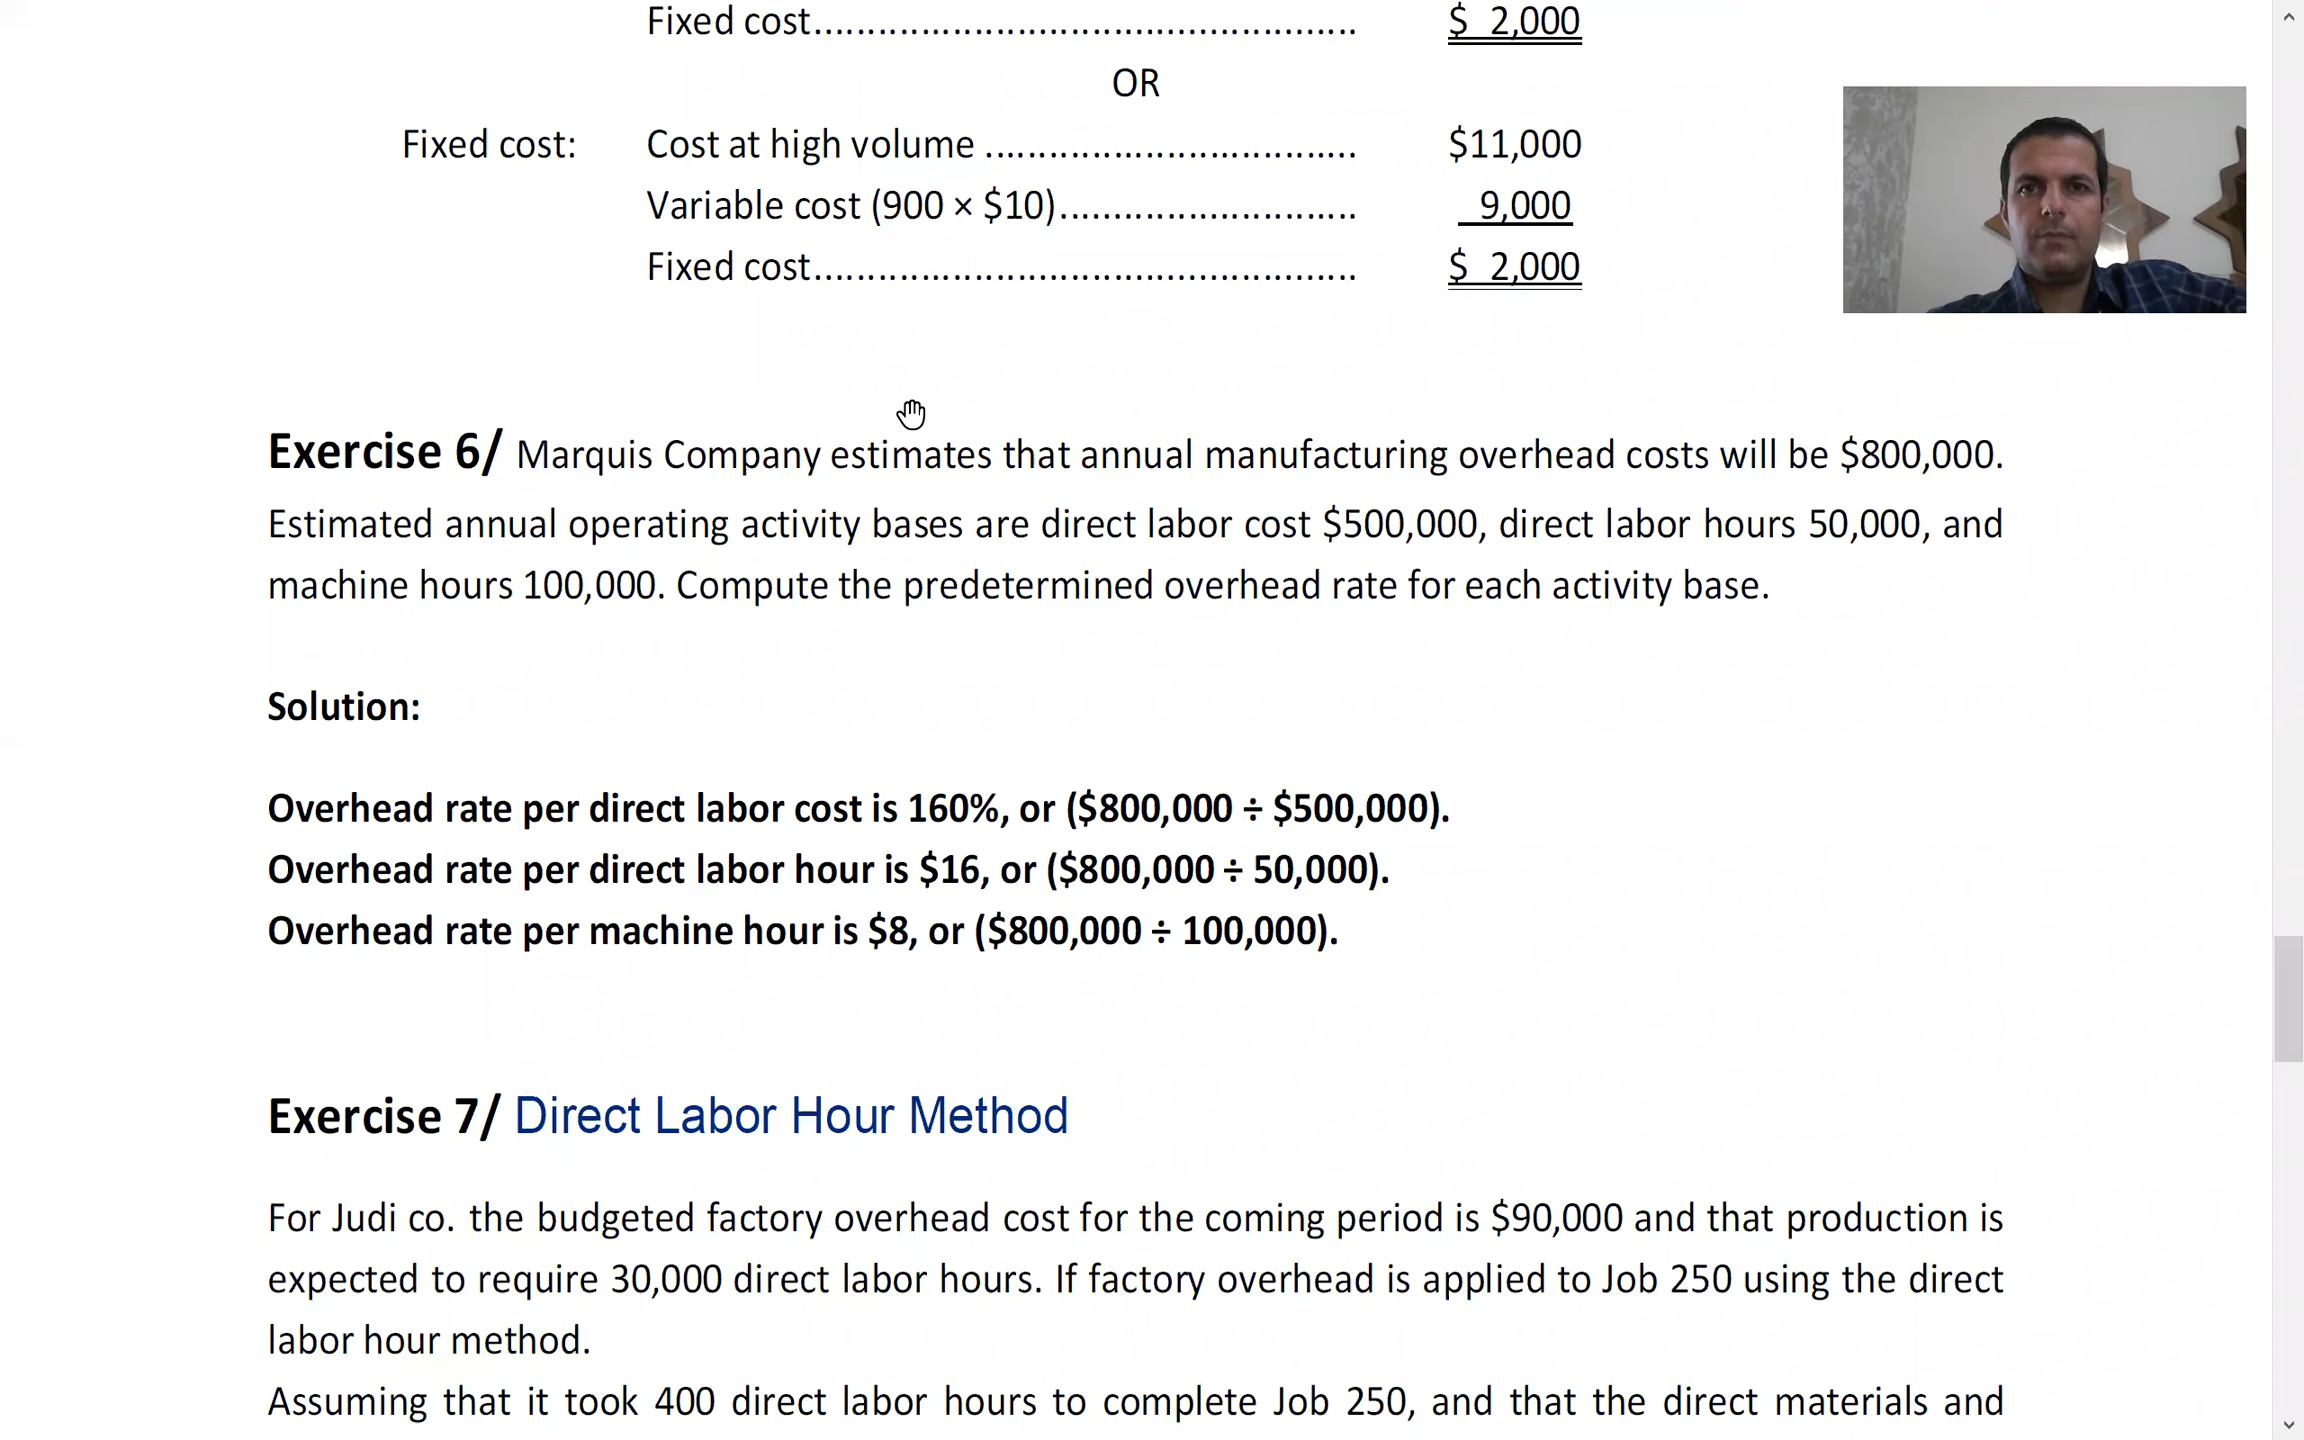 Fixed cost.................................................. $ 2,000
OR
Fixed cost: Cost at high volume ................................... $11,000
Variable cost (900 × $10)............................ 9,000
Fixed cost.................................................. $ 2,000
Exercise 6/ Marquis Company estimates that annual manufacturing overhead costs will be $800,000.
Estimated annual operating activity bases are direct labor cost $500,000, direct labor hours 50,000, and
machine hours 100,000. Compute the predetermined overhead rate for each activity base.
Solution:
Overhead rate per direct labor cost is 160%, or ($800,000 ÷ $500,000).
Overhead rate per direct labor hour is $16, or ($800,000 ÷ 50,000).
Overhead rate per machine hour is $8, or ($800,000 ÷ 100,000).
Exercise 7/ Direct Labor Hour Method
For Judi co. the budgeted factory overhead cost for the coming period is $90,000 and that production is
expected to require 30,000 direct labor hours. If factory overhead is applied to Job 250 using the direct
labor hour method.
Assuming that it took 400 direct labor hours to complete Job 250, and that the direct materials and